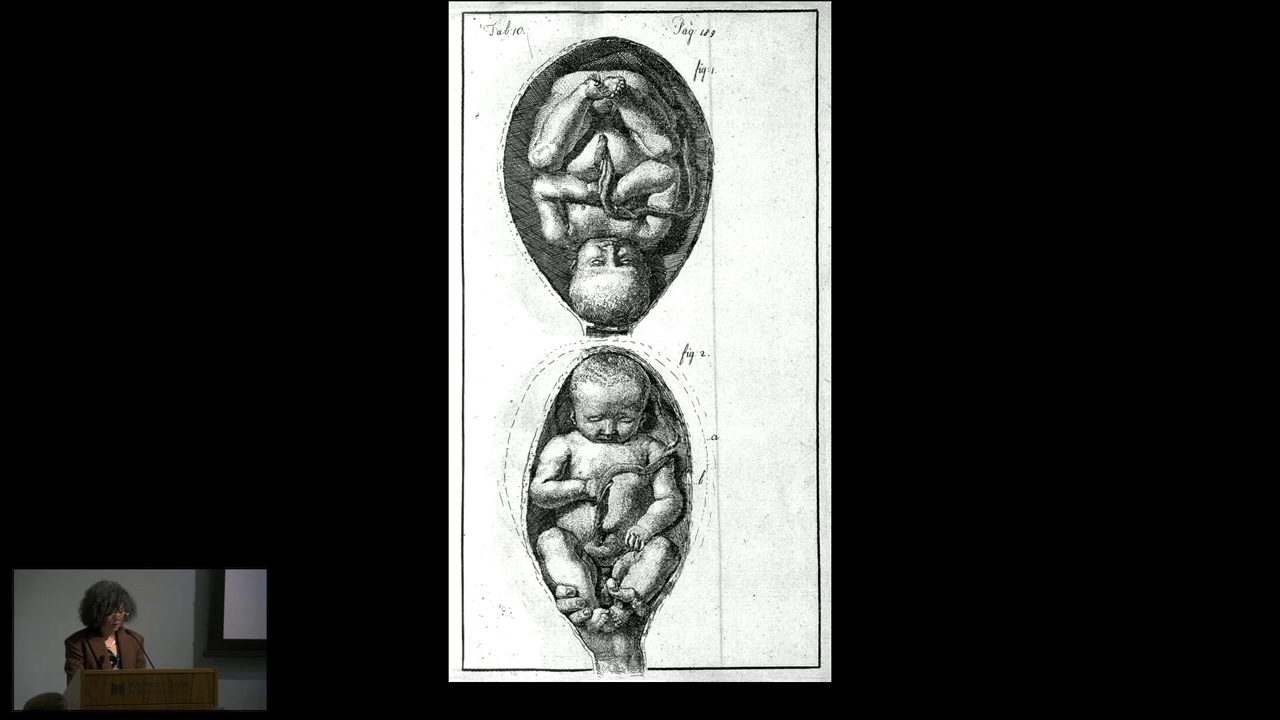 Tab 10.
Pag: 189
fig 1.
fig 2.
a